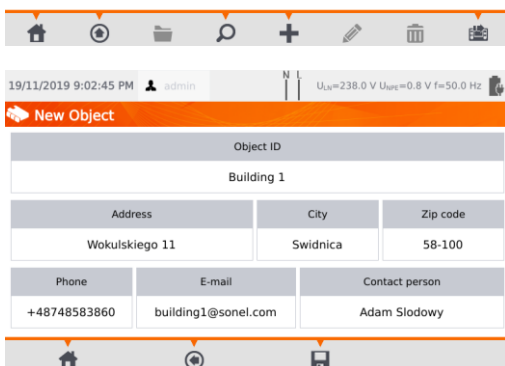 19/11/2019 9:02:45 PM admin N L ULN=238.0 V UNPE=0.8 V f=50.0 Hz
New Object
Object ID
Building 1
Address City Zip code
Wokulskiego 11 Swidnica 58-100
Phone E-mail Contact person
+48748583860 building1@sonel.com Adam Slodowy